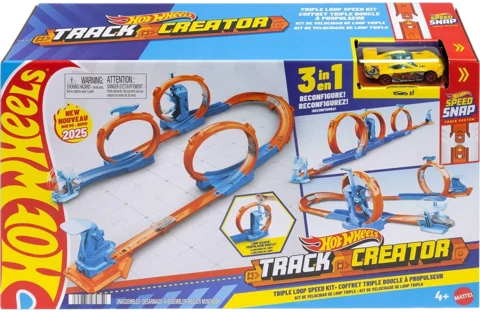 Hot Wheels
TRACK CREATOR
TRIPLE LOOP SPEED KIT
COFFRET TRIPLE BOUCLE À PROPULSEUR
KIT DE VELOCIDAD DE LOOP TRIPLE
SPEED SNAP
HOT WHEELS
WARNING:
ATTENTION :
NEW
NOUVEAU
2025
3 in en 1
RECONFIGURE!
RECONFIGUREZ!
SPEED SNAP
TRACK SYSTEM
Hot Wheels
TRACK CREATOR
TRIPLE LOOP SPEED KIT • COFFRET TRIPLE BOUCLE À PROPULSEUR
KIT DE VELOCIDAD DE LOOP TRIPLE
4+
MATTEL